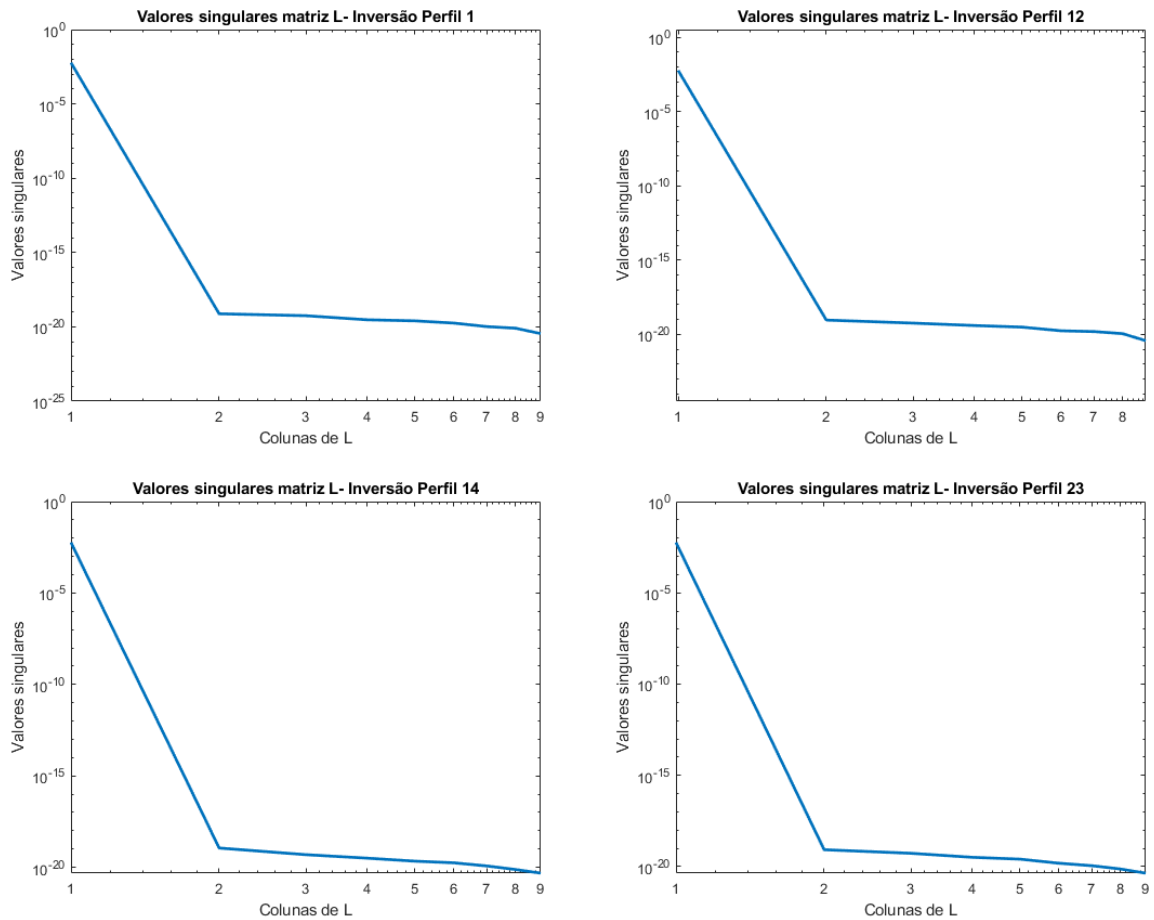 Valores singulares matriz L- Inversão Perfil 1
10^0
10^-5
10^-10
10^-15
10^-20
10^-25
Valores singulares
1 2 3 4 5 6 7 8 9
Colunas de L
Valores singulares matriz L- Inversão Perfil 12
10^0
10^-5
10^-10
10^-15
10^-20
Valores singulares
1 2 3 4 5 6 7 8
Colunas de L
Valores singulares matriz L- Inversão Perfil 14
10^0
10^-5
10^-10
10^-15
10^-20
Valores singulares
1 2 3 4 5 6 7 8 9
Colunas de L
Valores singulares matriz L- Inversão Perfil 23
10^0
10^-5
10^-10
10^-15
10^-20
Valores singulares
1 2 3 4 5 6 7 8 9
Colunas de L